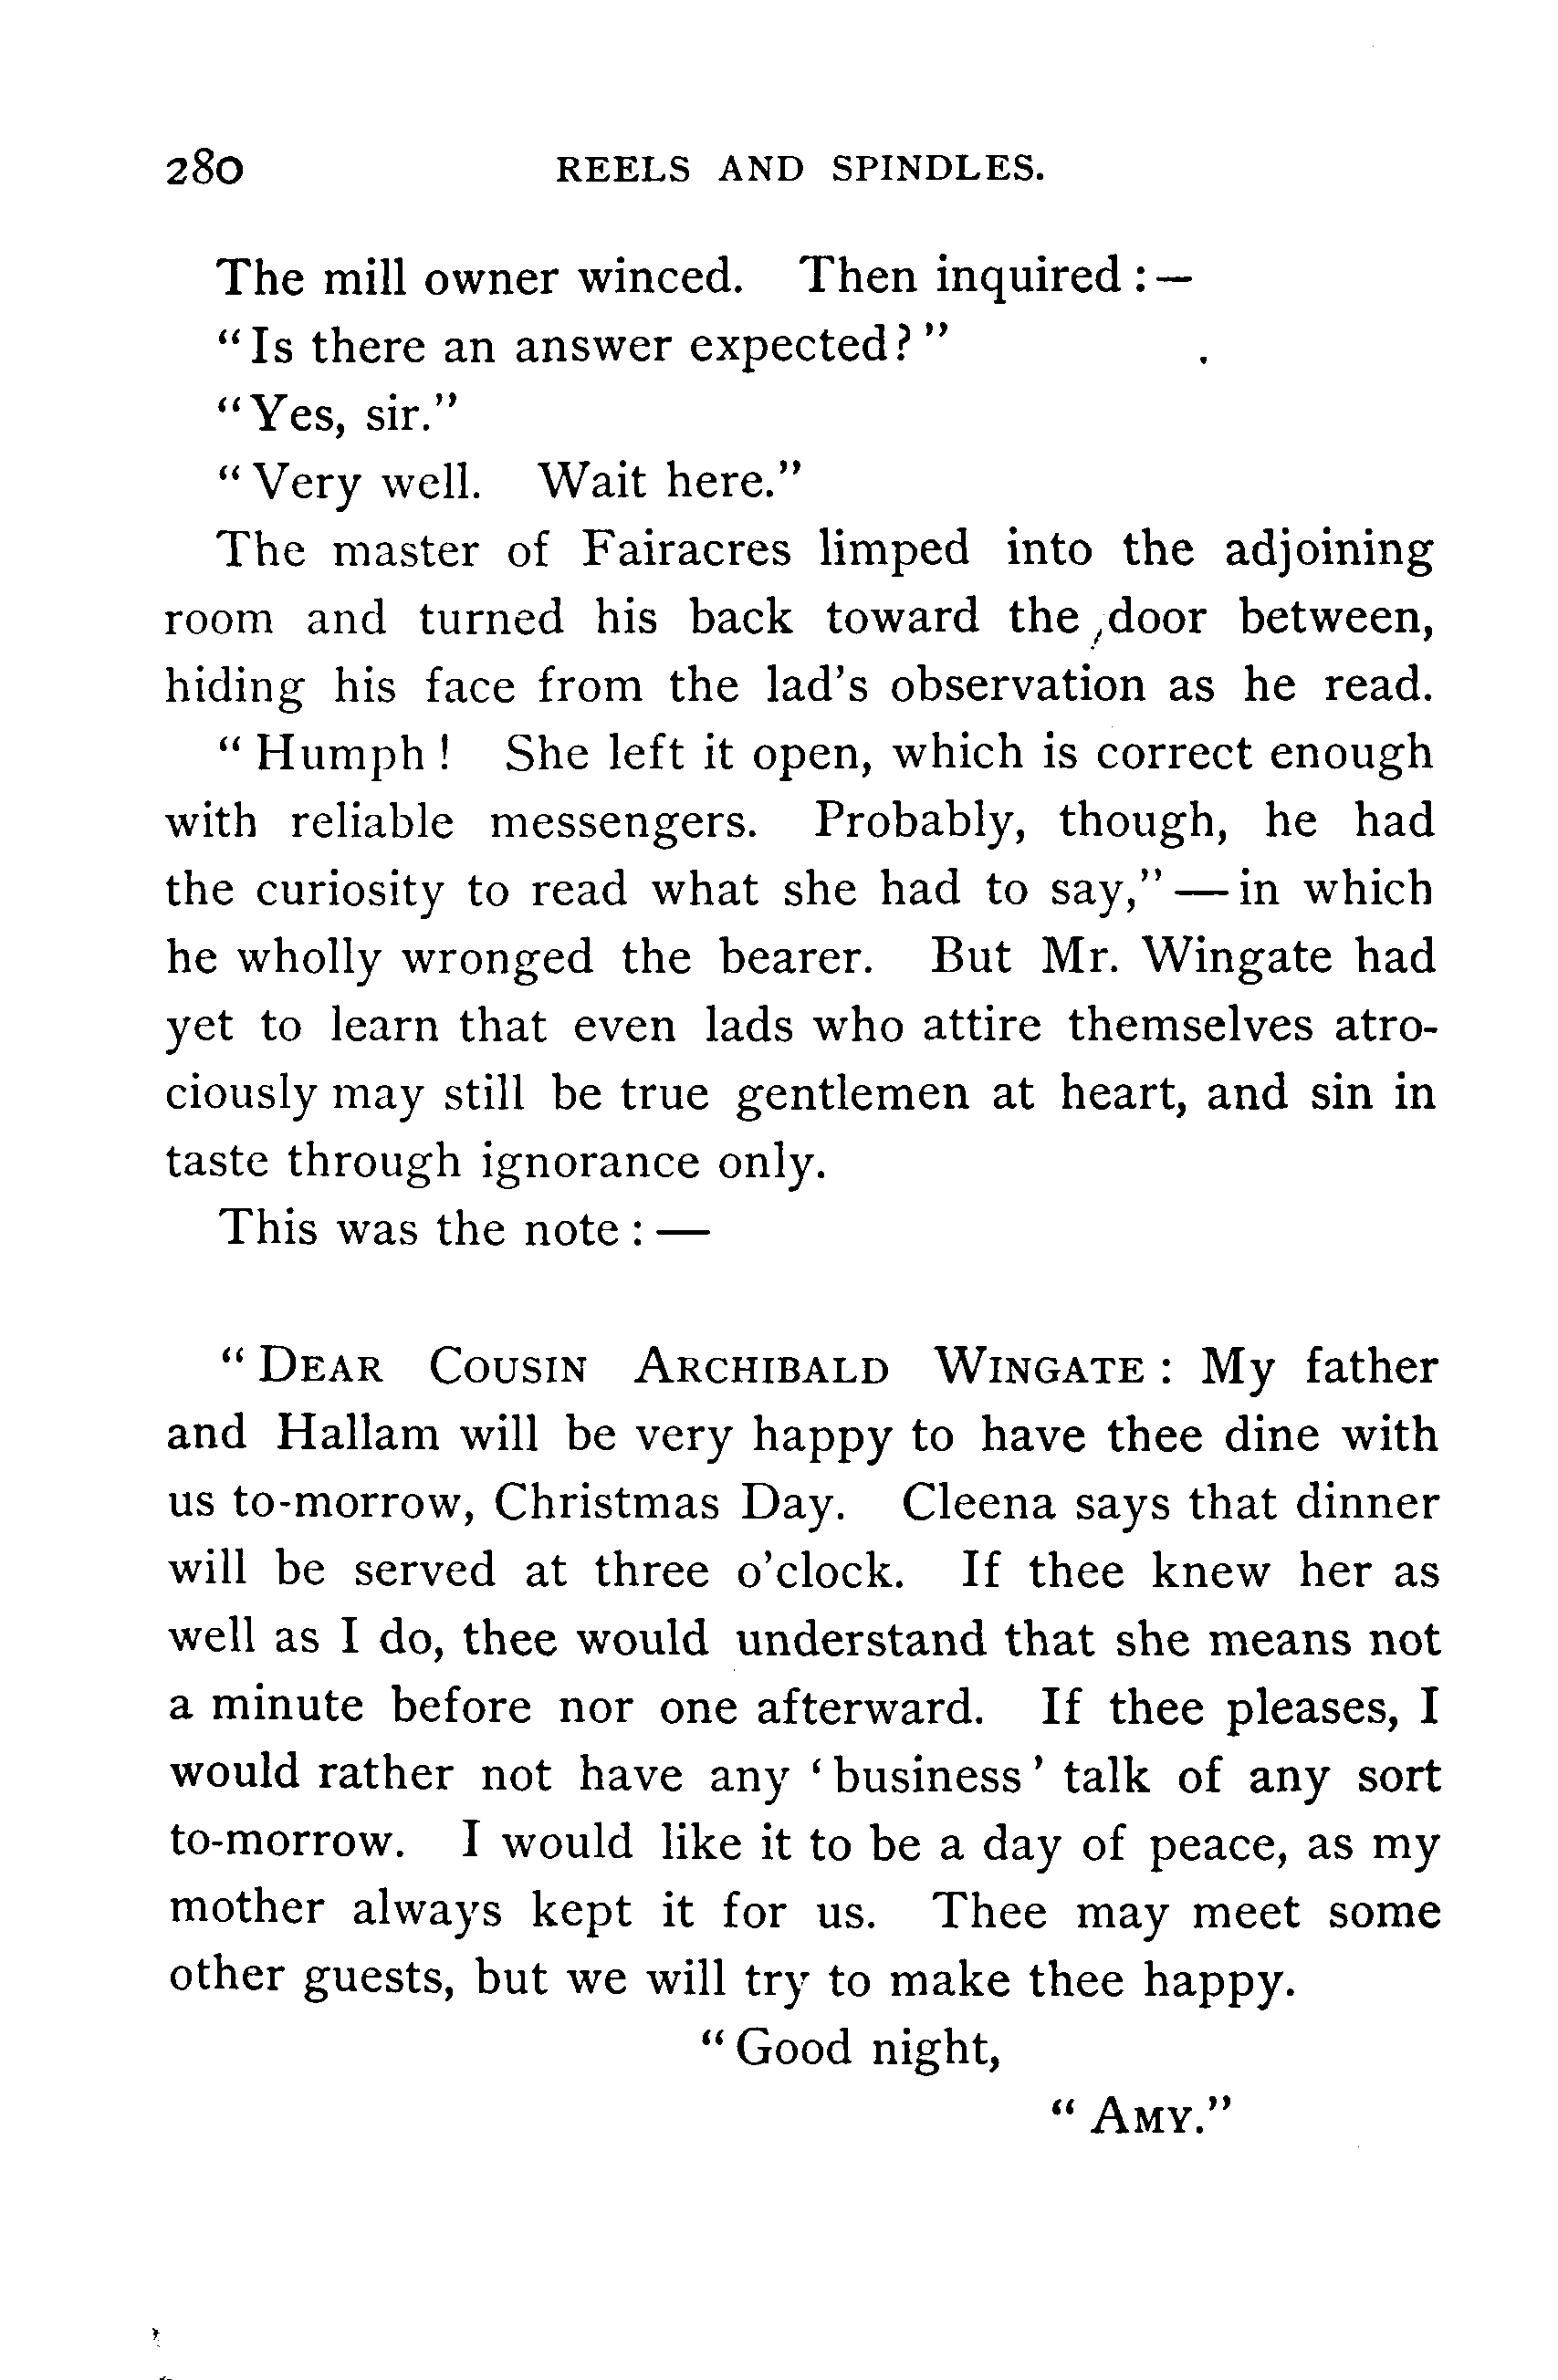 280 REELS AND SPINDLES.
The mill owner winced. Then inquired: —
"Is there an answer expected?"
"Yes, sir."
"Very well. Wait here."
The master of Fairacres limped into the adjoining
room and turned his back toward the door between,
hiding his face from the lad's observation as he read.
"Humph! She left it open, which is correct enough
with reliable messengers. Probably, though, he had
the curiosity to read what she had to say," — in which
he wholly wronged the bearer. But Mr. Wingate had
yet to learn that even lads who attire themselves atro-
ciously may still be true gentlemen at heart, and sin in
taste through ignorance only.
This was the note: —
"DEAR COUSIN ARCHIBALD WINGATE: My father
and Hallam will be very happy to have thee dine with
us to-morrow, Christmas Day. Cleena says that dinner
will be served at three o'clock. If thee knew her as
well as I do, thee would understand that she means not
a minute before nor one afterward. If thee pleases, I
would rather not have any 'business' talk of any sort
to-morrow. I would like it to be a day of peace, as my
mother always kept it for us. Thee may meet some
other guests, but we will try to make thee happy.
"Good night,
"AMY."